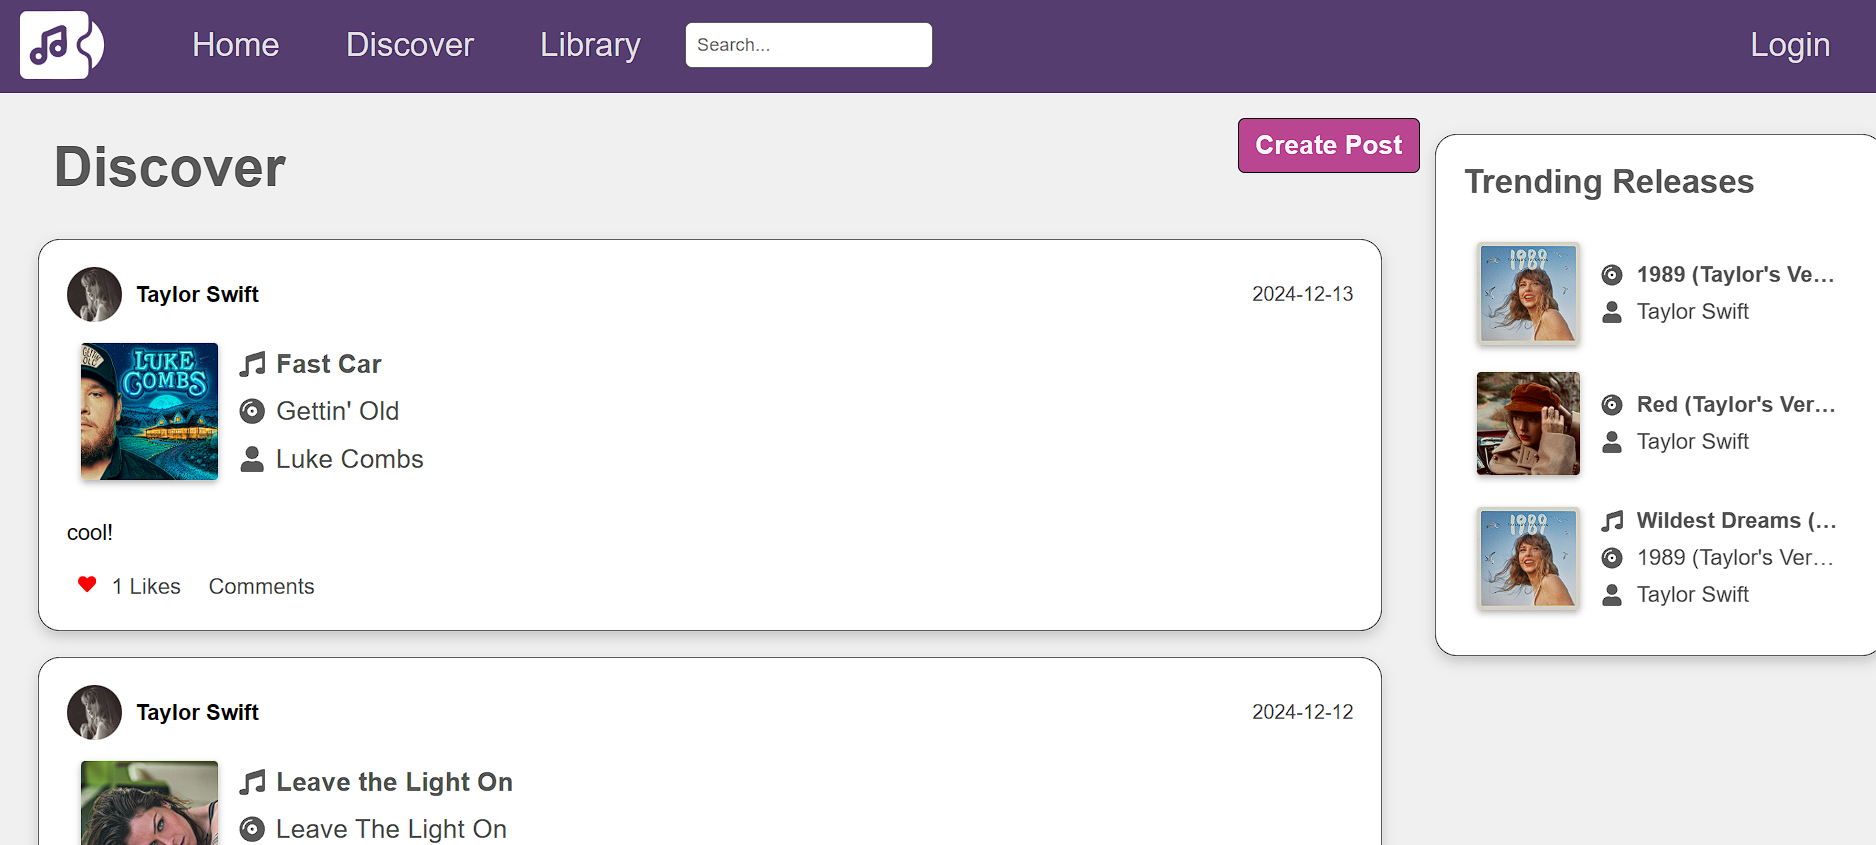 Home Discover Library Search... Login
Discover
Create Post
Taylor Swift 2024-12-13
LUKE COMBS
Fast Car
Gettin' Old
Luke Combs
cool!
1 Likes Comments
Taylor Swift 2024-12-12
Leave the Light On
Leave The Light On
Trending Releases
1989
1989 (Taylor's Ve...
Taylor Swift
Red (Taylor's Ver...
Taylor Swift
1989
Wildest Dreams (...
1989 (Taylor's Ver...
Taylor Swift